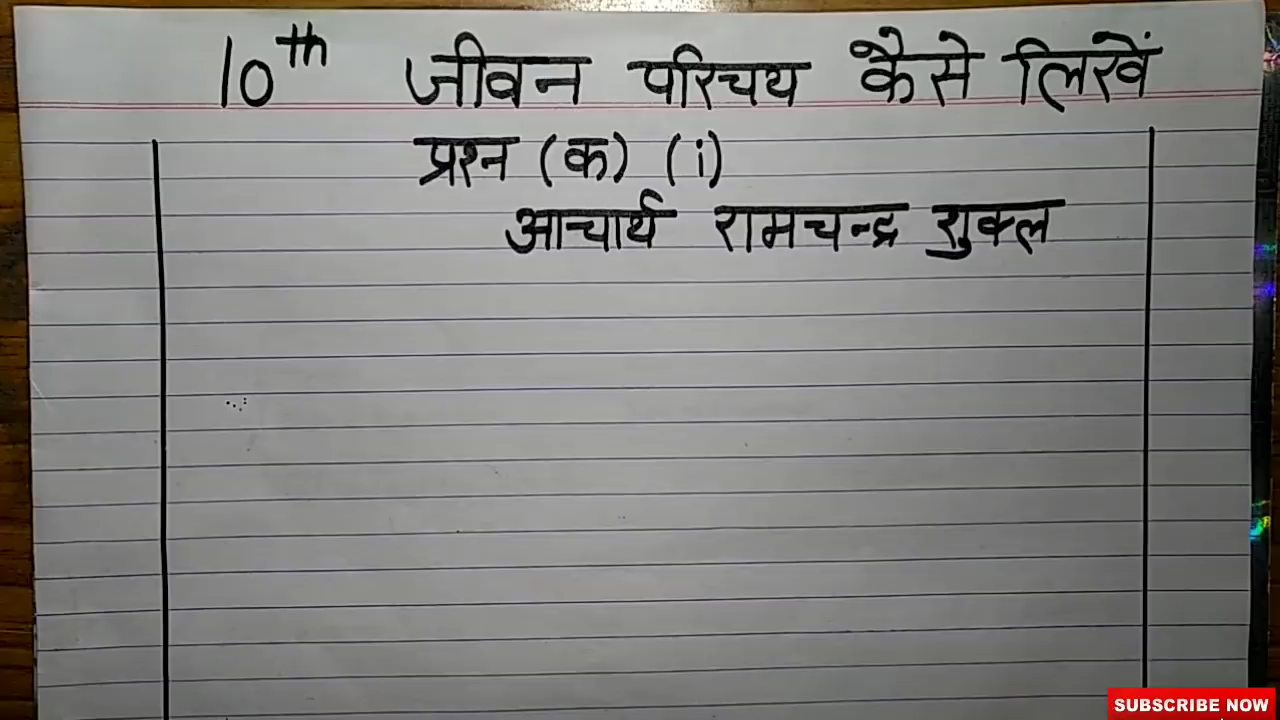 10th जीवन परिचय कैसे लिखें
प्रश्न (क) (i)
आचार्य रामचन्द्र शुक्ल
SUBSCRIBE NOW